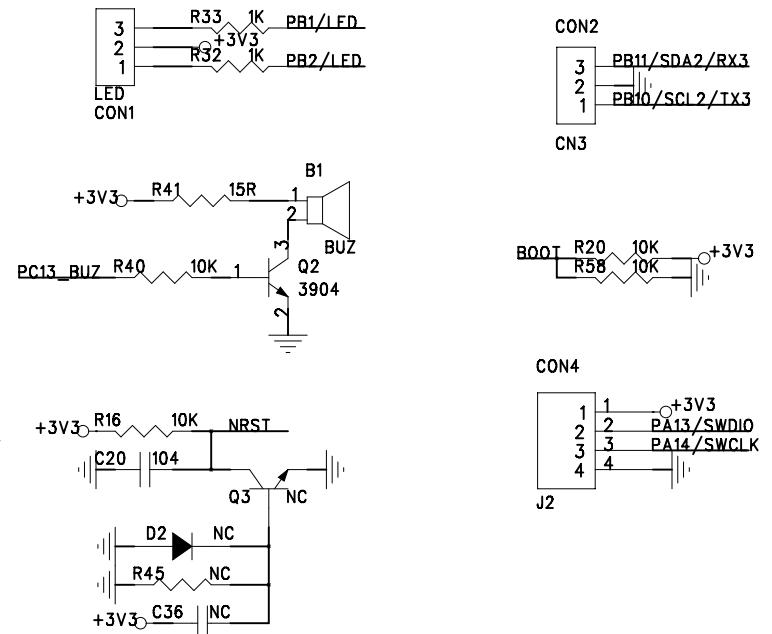 R33 1K PB1/LED
3
2 +3V3
R32 1K PB2/LED
1
LED
CON1
CON2
3 PB11/SDA2/RX3
2
1 PB10/SCL2/TX3
CN3
B1
+3V3 R41 15R 1
2
BUZ
3
PC13_BUZ R40 10K 1 Q2
3904
2
BOOT R20 10K +3V3
R58 10K
CON4
1 1 +3V3
2 2 PA13/SWDIO
3 3 PA14/SWCLK
4 4
J2
+3V3 R16 10K NRST
C20 104
Q3 NC
D2 NC
R45 NC
+3V3 C36 NC